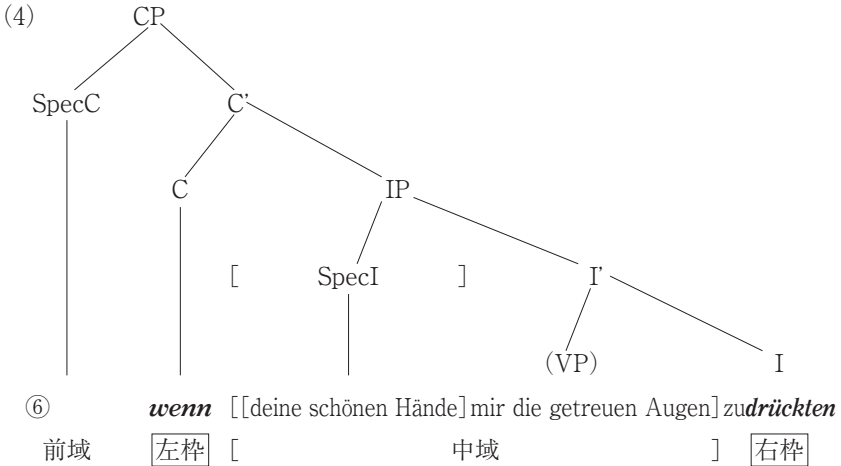 (4) CP
SpecC C'
C IP
[ SpecI ] I'
(VP) I
⑥ wenn [[deine schönen Hände]mir die getreuen Augen]zudrückten
前域 左枠 [ 中域 ] 右枠